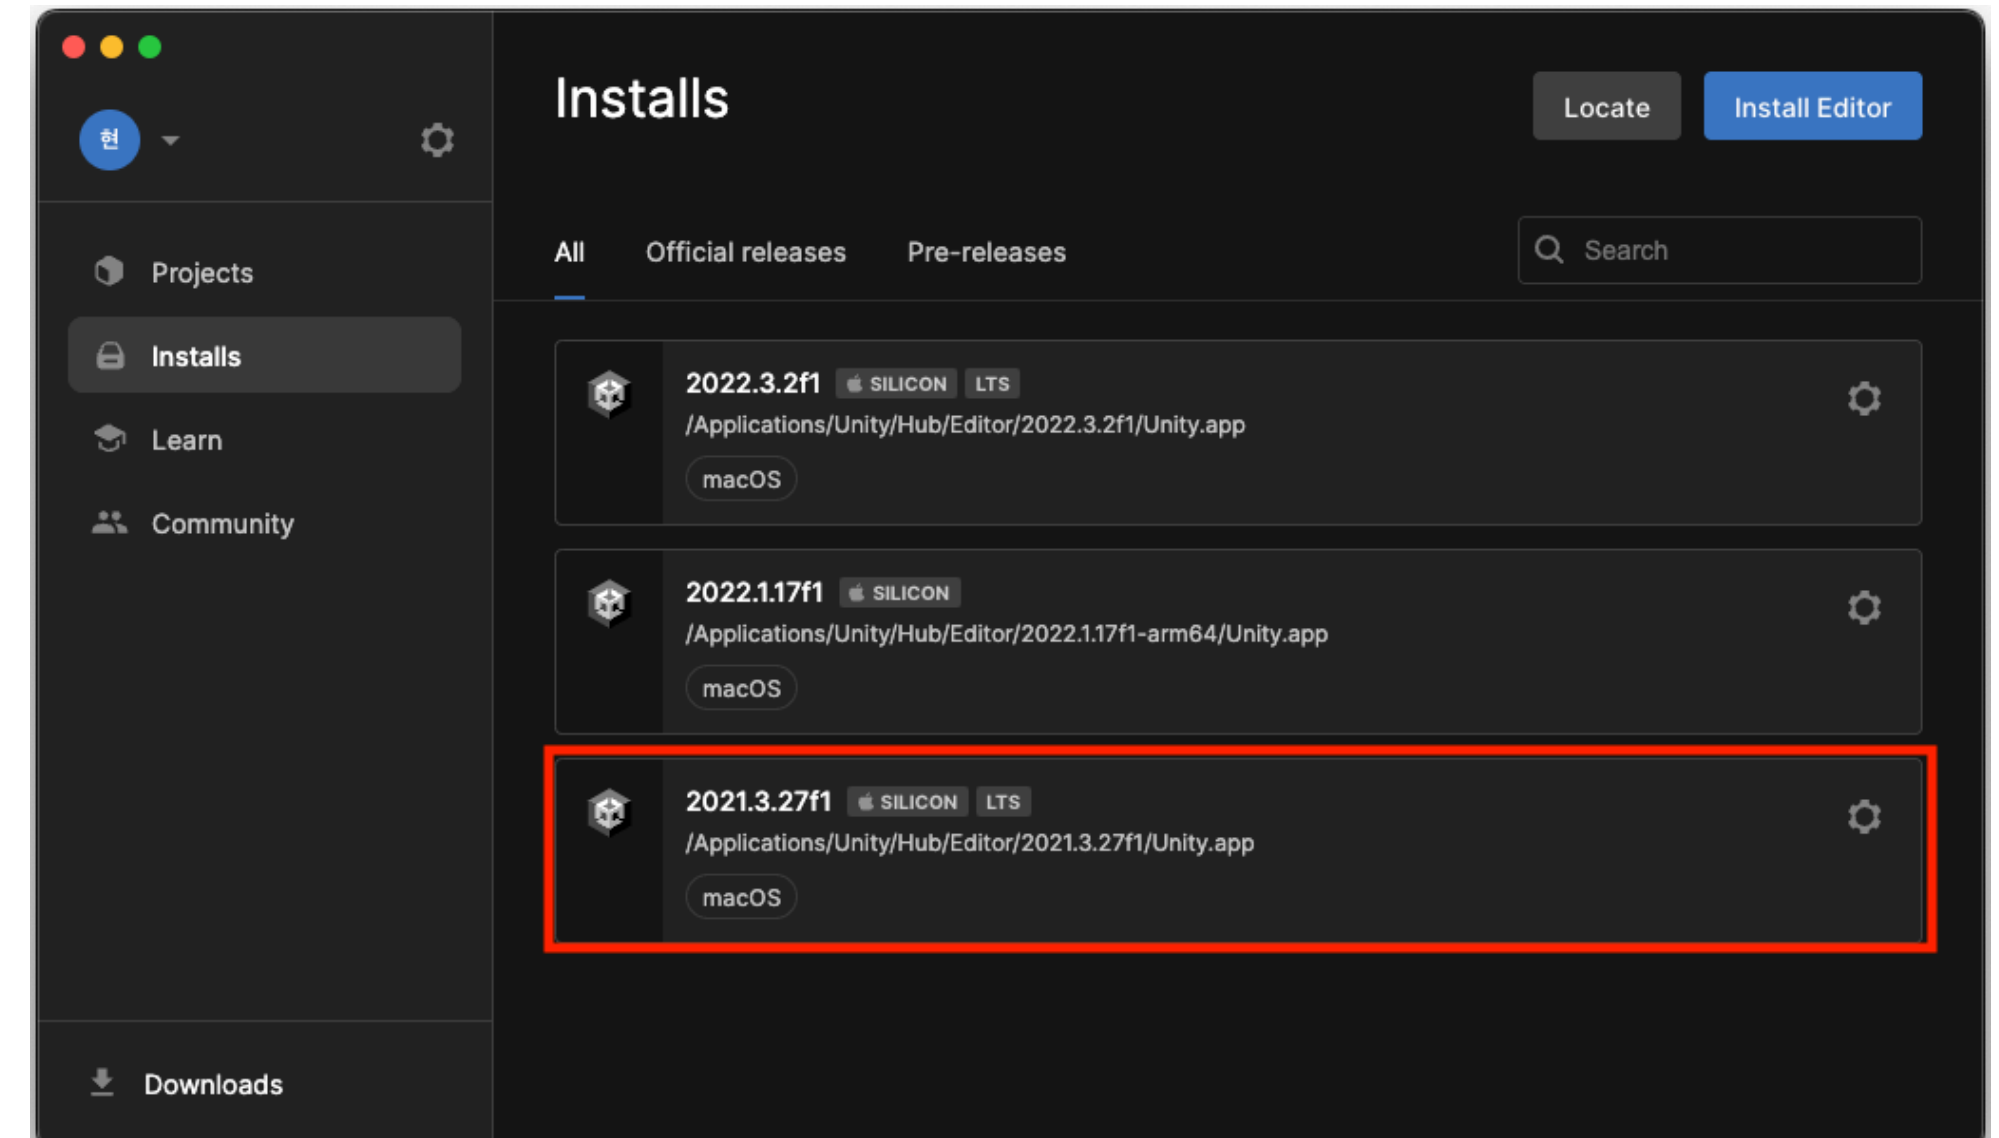 현
Projects
Installs
Learn
Community
Downloads
Installs
Locate
Install Editor
All
Official releases
Pre-releases
Search
2022.3.2f1 SILICON LTS
/Applications/Unity/Hub/Editor/2022.3.2f1/Unity.app
macOS
2022.1.17f1 SILICON
/Applications/Unity/Hub/Editor/2022.1.17f1-arm64/Unity.app
macOS
2021.3.27f1 SILICON LTS
/Applications/Unity/Hub/Editor/2021.3.27f1/Unity.app
macOS